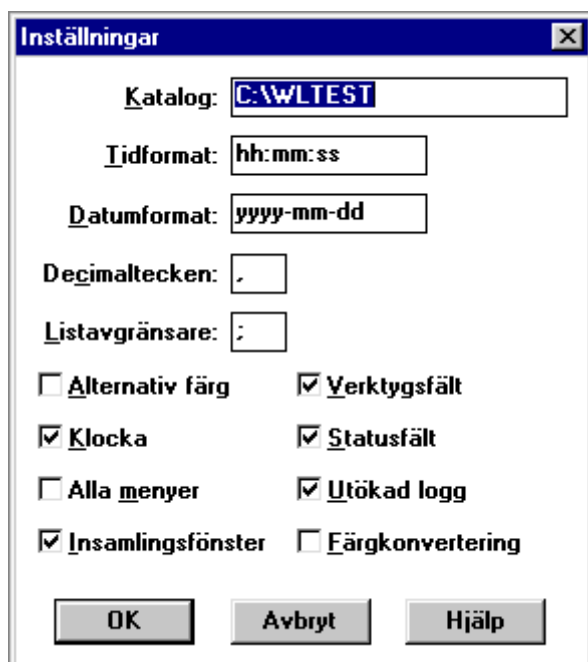 Inställningar
Katalog: C:\WLTEST
Tidformat: hh:mm:ss
Datumformat: yyyy-mm-dd
Decimaltecken: ,
Listavgränsare: ;
Alternativ färg Verktygsfält
Klocka Statusfält
Alla menyer Utökad logg
Insamlingsfönster Färgkonvertering
OK Avbryt Hjälp